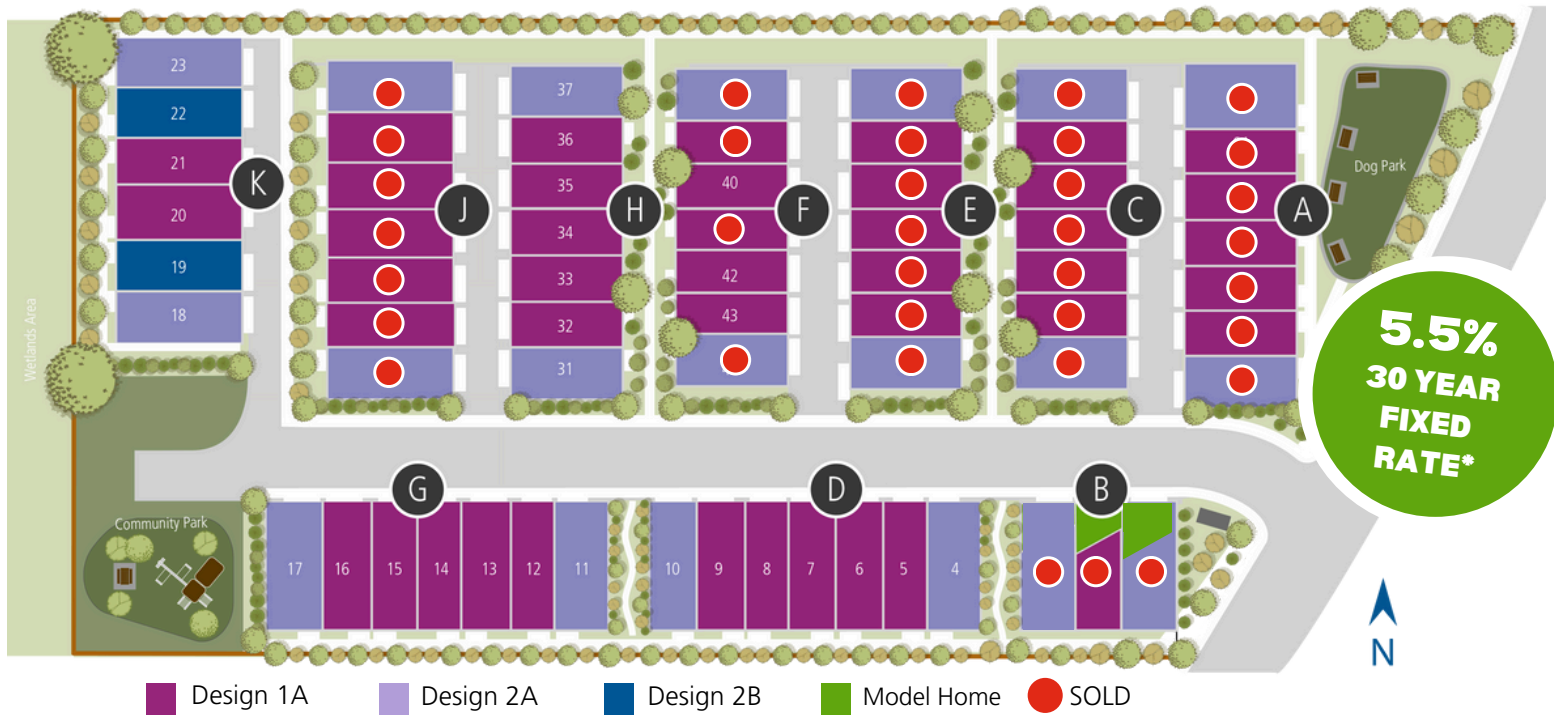 23
22
21
20
19
18
K
J
37
36
35
34
33
32
31
H
40
42
43
F
E
C
A
Dog Park
Wetlands Area
5.5%
30 YEAR
FIXED
RATE*
G
D
B
Community Park
17 16 15 14 13 12 11
10 9 8 7 6 5 4
N
Design 1A Design 2A Design 2B Model Home SOLD